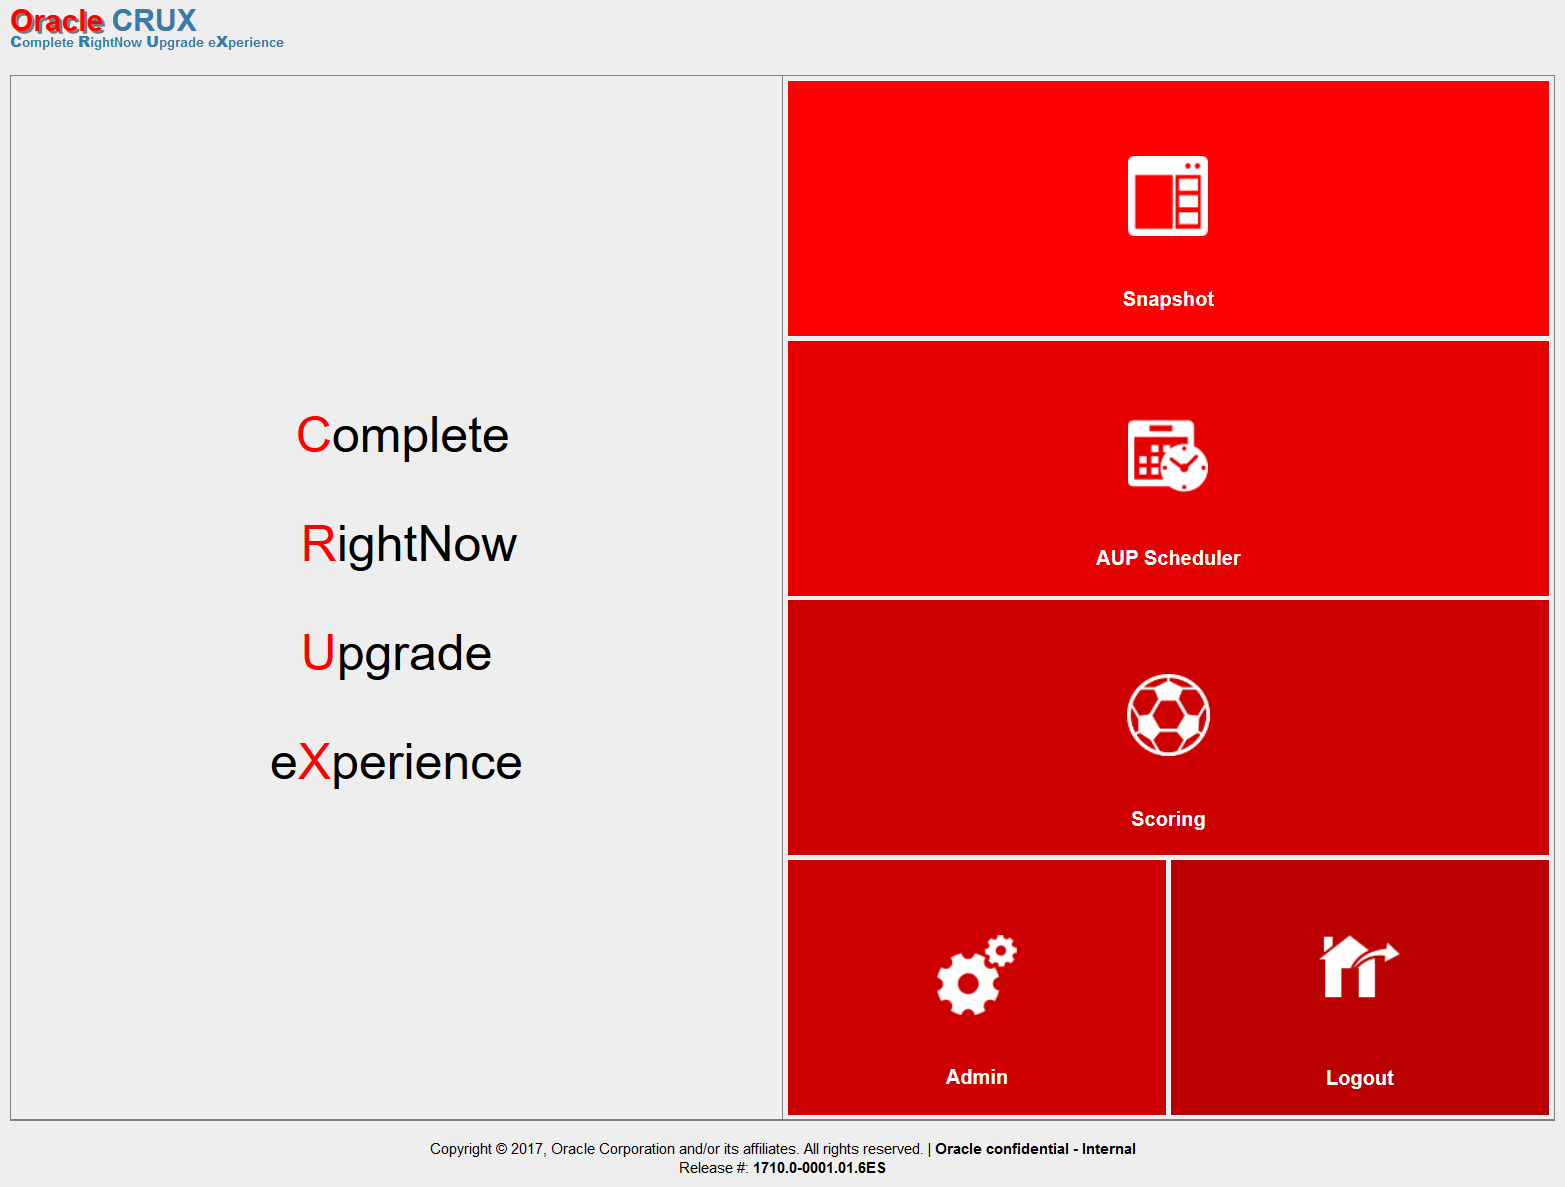 Oracle CRUX
Complete RightNow Upgrade eXperience
Complete
RightNow
Upgrade
eXperience
Snapshot
AUP Scheduler
Scoring
Admin
Logout
Copyright © 2017, Oracle Corporation and/or its affiliates. All rights reserved. | Oracle confidential - Internal
Release #: 1710.0-0001.01.6ES